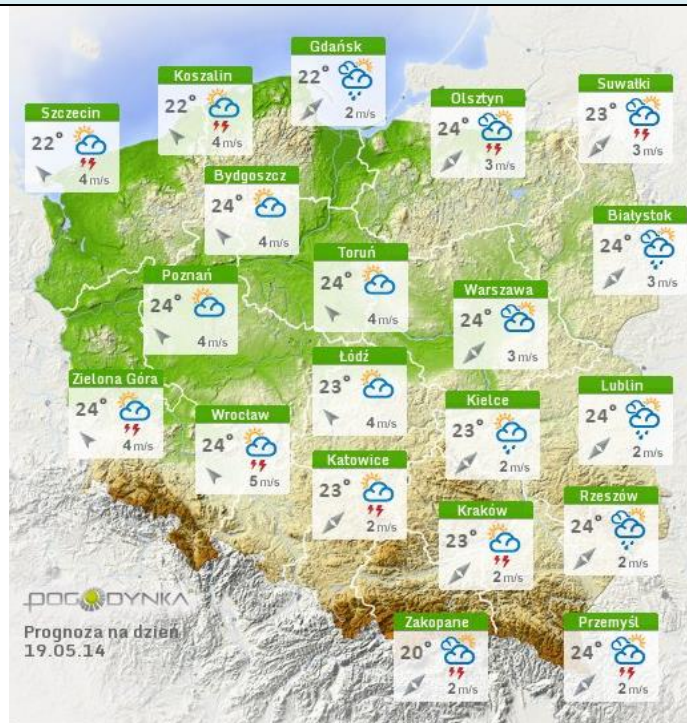 Gdańsk
22°
2 m/s
Koszalin
22°
4 m/s
Suwałki
23°
3 m/s
Olsztyn
24°
3 m/s
Szczecin
22°
4 m/s
Bydgoszcz
24°
4 m/s
Białystok
24°
3 m/s
Toruń
24°
4 m/s
Poznań
24°
4 m/s
Warszawa
24°
3 m/s
Łódź
23°
4 m/s
Zielona Góra
24°
4 m/s
Lublin
24°
2 m/s
Kielce
23°
2 m/s
Wrocław
24°
5 m/s
Katowice
23°
2 m/s
Rzeszów
24°
2 m/s
Kraków
23°
2 m/s
POGODYNKA
Prognoza na dzień
19.05.14
Zakopane
20°
2 m/s
Przemyśl
24°
2 m/s